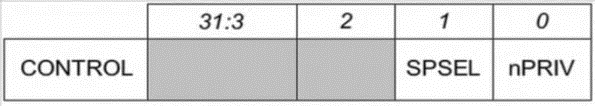 31:3 2 1 0
CONTROL SPSEL nPRIV